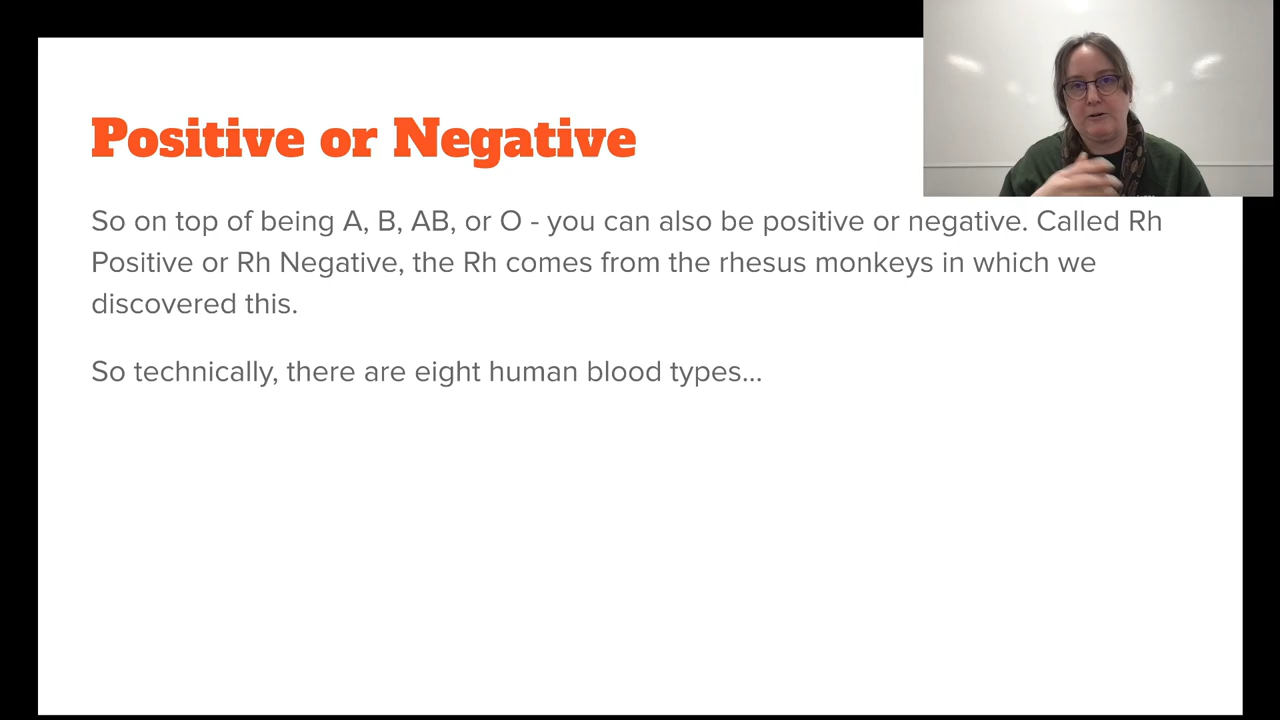 Positive or Negative
So on top of being A, B, AB, or O - you can also be positive or negative. Called Rh
Positive or Rh Negative, the Rh comes from the rhesus monkeys in which we
discovered this.
So technically, there are eight human blood types...